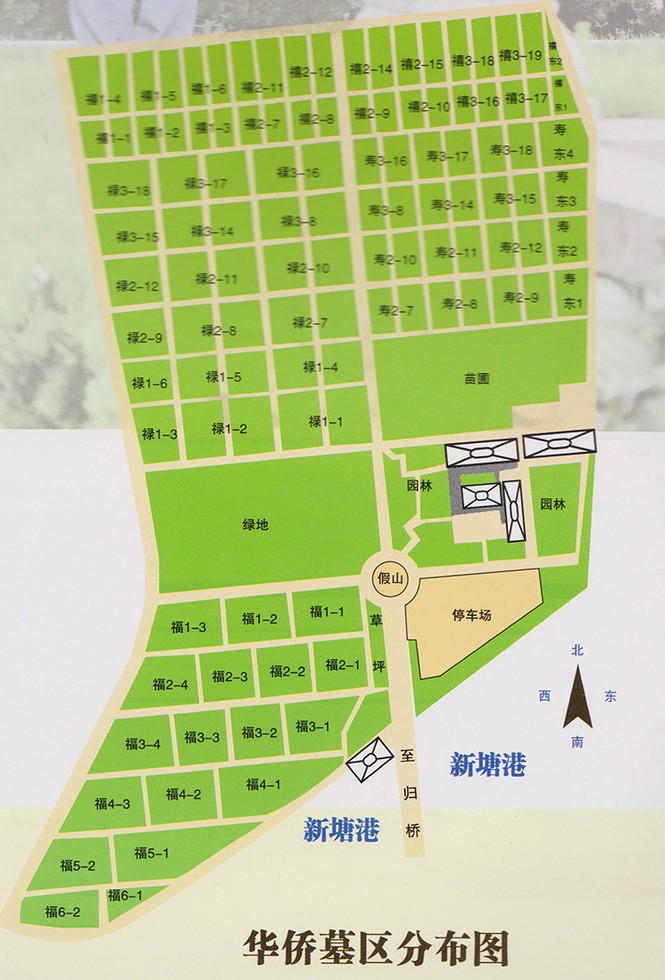 禧1-4
禧1-5
禧1-6
禧2-11
禧2-12
禧2-14
禧2-15
禧3-18
禧3-19
禧
东2
禧1-1
禧1-2
禧1-3
禧2-7
禧2-8
禧2-9
禧2-10
禧3-16
禧3-17
禧
东1
禄3-18
禄3-17
禄3-16
寿3-16
寿3-17
寿3-18
寿
东4
禄3-15
禄3-14
禄3-8
寿3-8
寿3-14
寿3-15
寿
东3
禄2-12
禄2-11
禄2-10
寿2-10
寿2-11
寿2-12
寿
东2
禄2-9
禄2-8
禄2-7
寿2-7
寿2-8
寿2-9
寿
东1
禄1-6
禄1-5
禄1-4
苗圃
禄1-3
禄1-2
禄1-1
绿地
园林
园林
假山
停车场
福1-3
福1-2
福1-1
草
坪
福2-4
福2-3
福2-2
福2-1
福3-4
福3-3
福3-2
福3-1
福4-3
福4-2
福4-1
福5-2
福5-1
福6-2
福6-1
北
西
东
南
至
归
桥
新塘港
新塘港
华侨墓区分布图